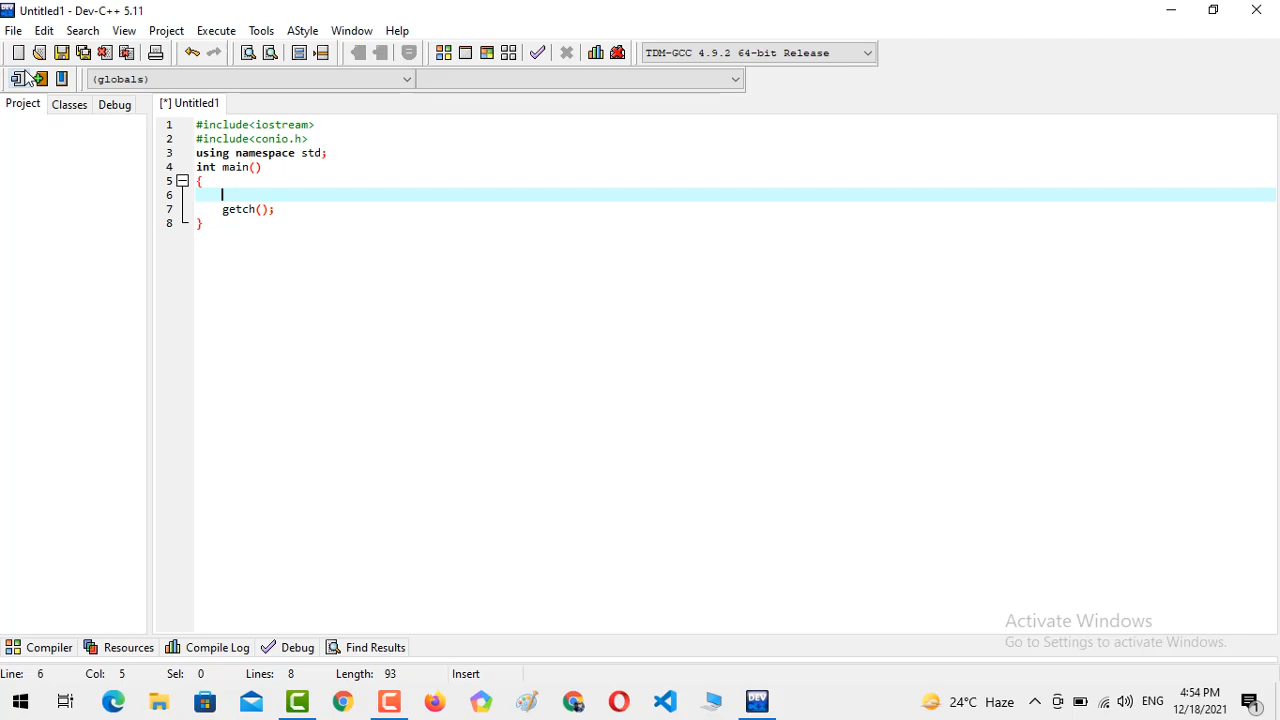 Untitled1 - Dev-C++ 5.11
File Edit Search View Project Execute Tools AStyle Window Help
TDM-GCC 4.9.2 64-bit Release
(globals)
Project Classes Debug [*] Untitled1
1 #include<iostream>
2 #include<conio.h>
3 using namespace std;
4 int main()
5 {
6
7 getch();
8 }
Activate Windows
Go to Settings to activate Windows.
Compiler Resources Compile Log Debug Find Results
Line: 6 Col: 5 Sel: 0 Lines: 8 Length: 93 Insert
24°C Haze ENG 4:54 PM
12/18/2021